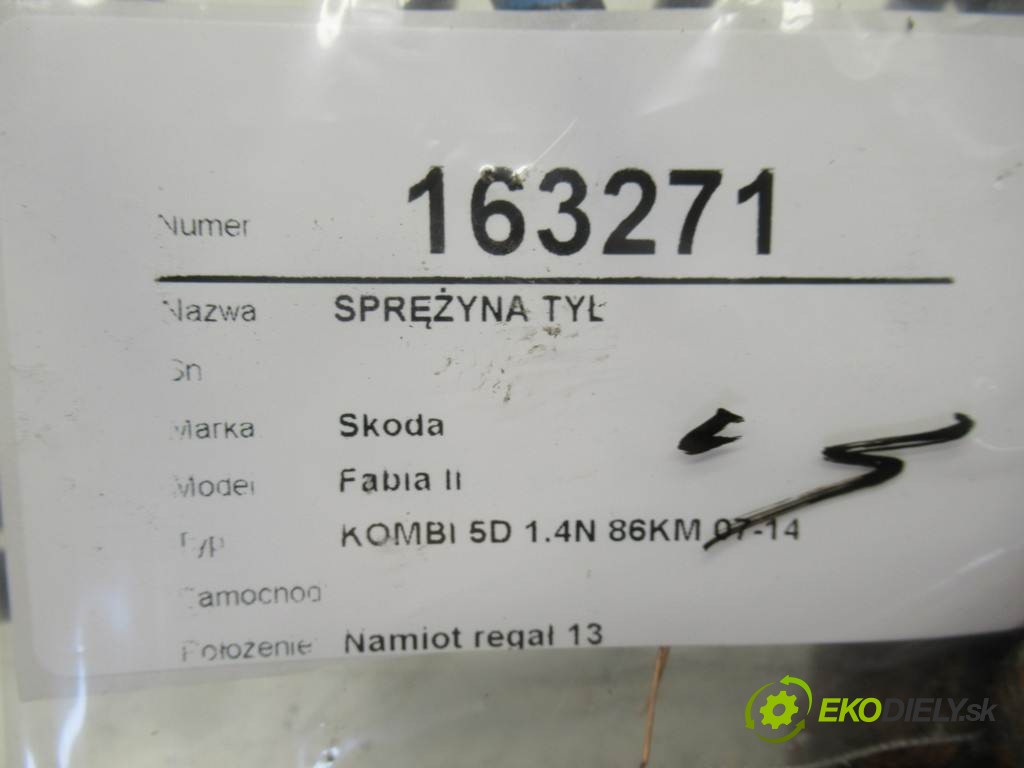 Numer 163271
Nazwa SPRĘŻYNA TYŁ
Sn
Marka Skoda
Model Fabia II
Typ KOMBI 5D 1.4N 86KM 07-14
Samochod
Położenie Namiot regał 13
EKODIELY.sk